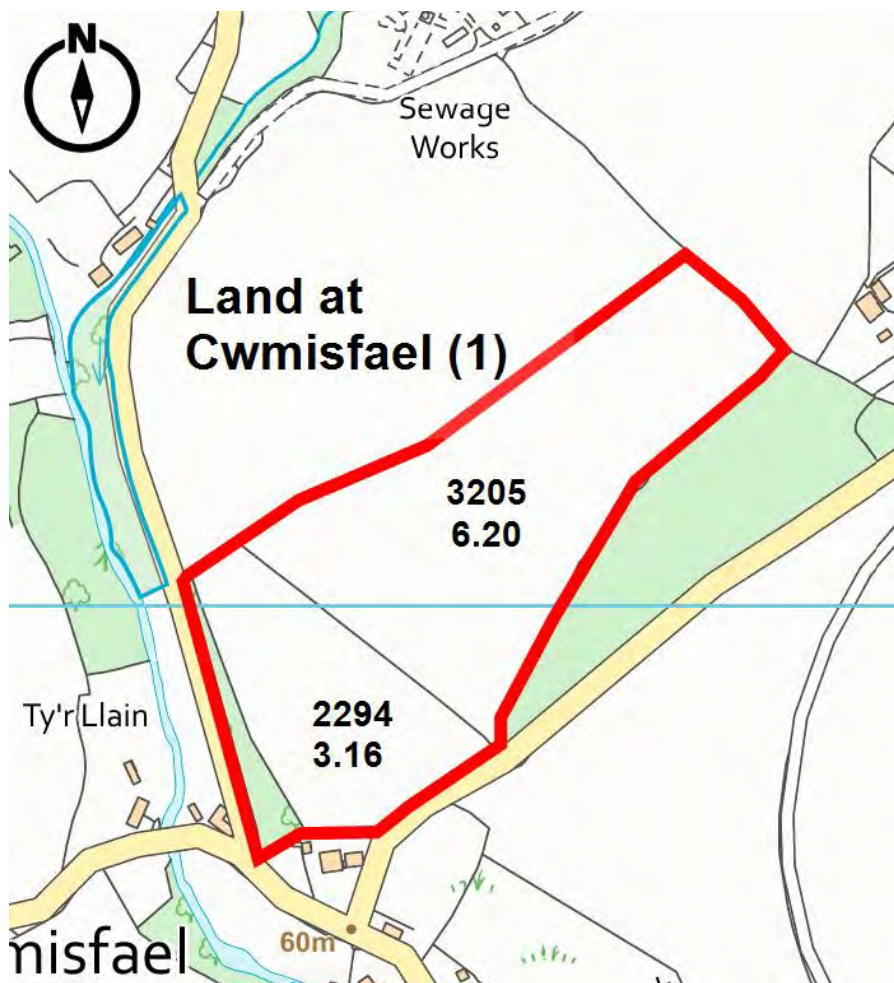 N
Sewage
Works
Land at
Cwmisfael (1)
3205
6.20
Ty'r Llain
2294
3.16
60m
misfael